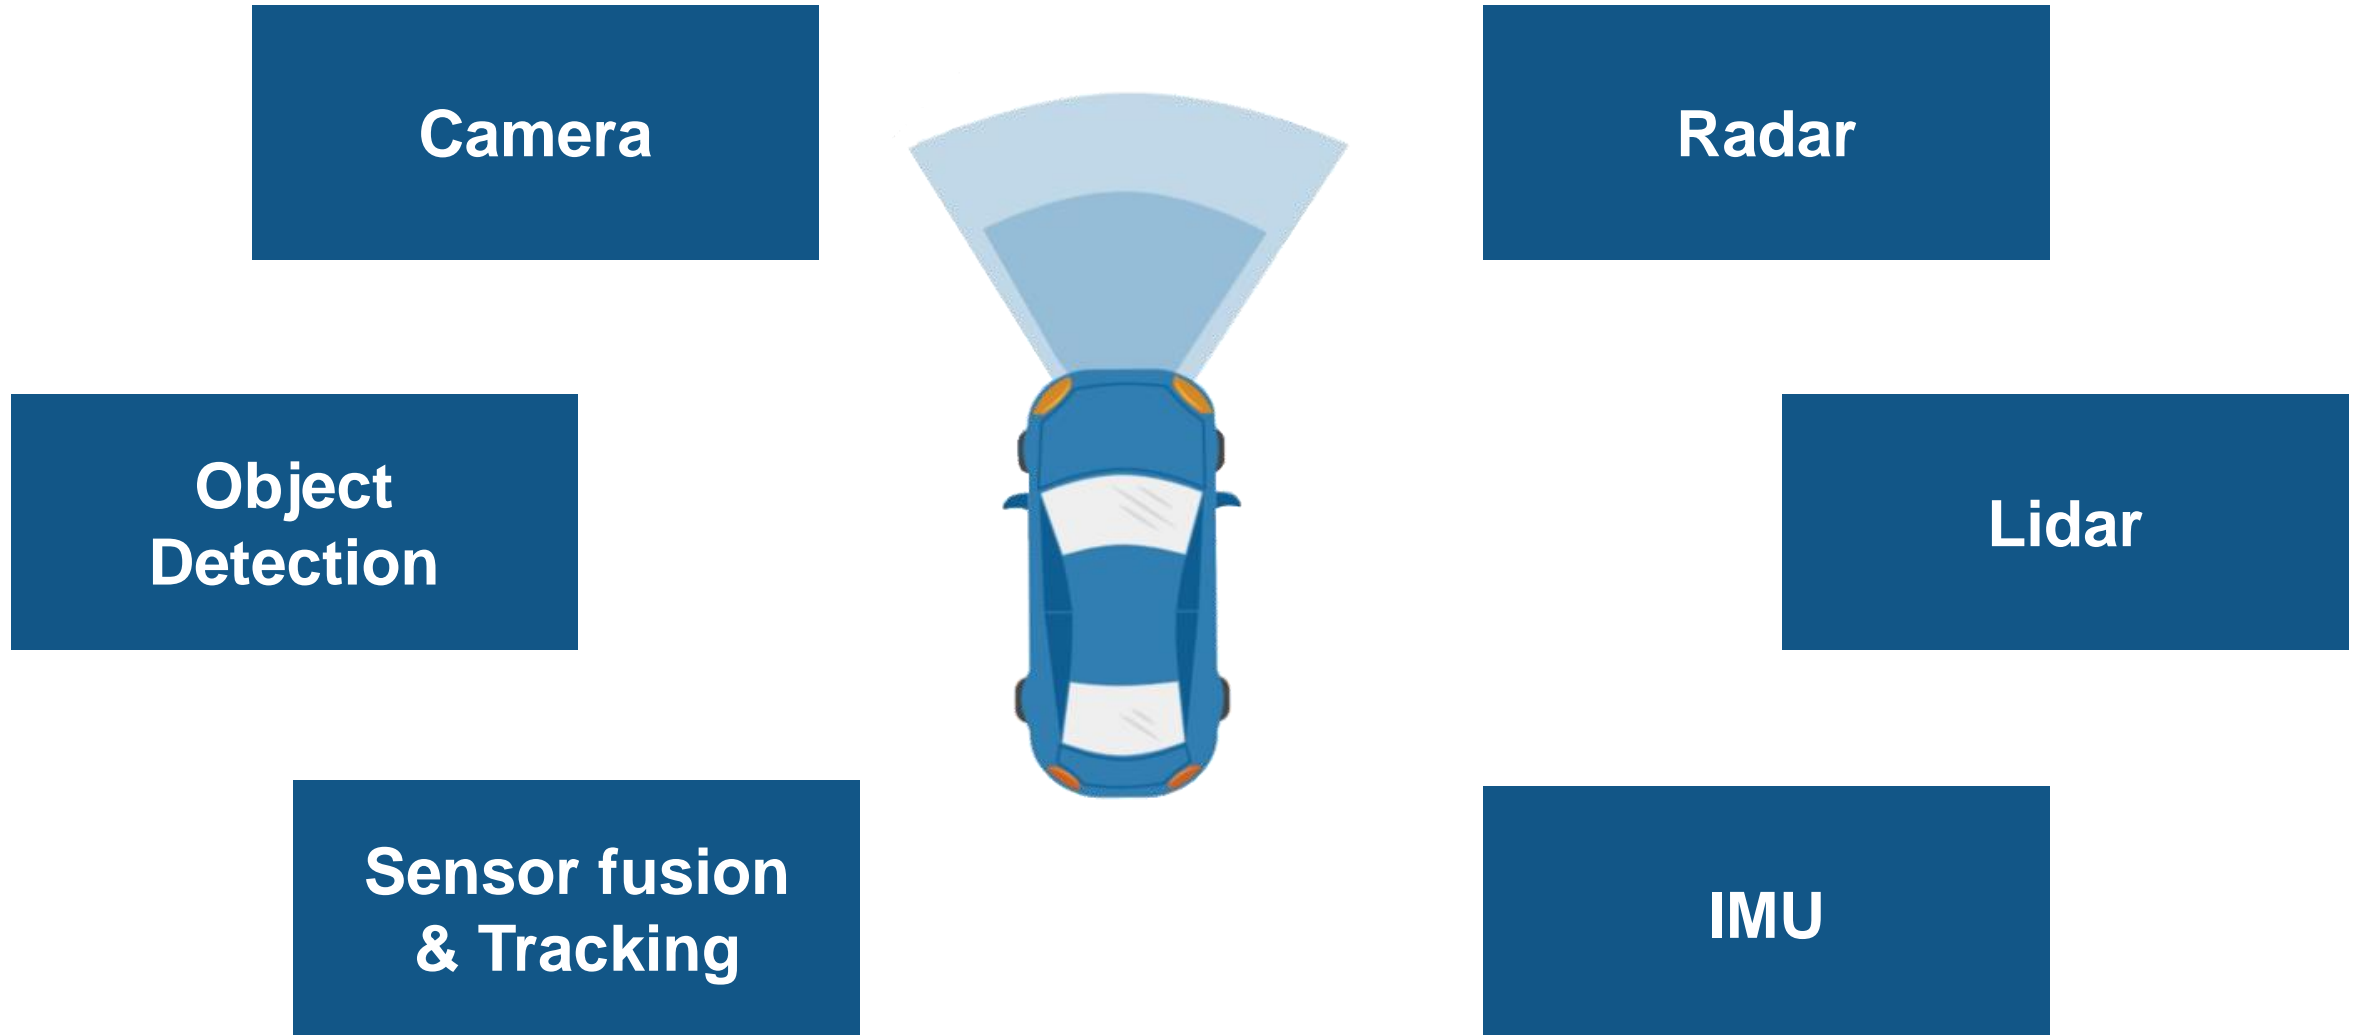 Camera
Radar
Object
Detection
Lidar
Sensor fusion
& Tracking
IMU